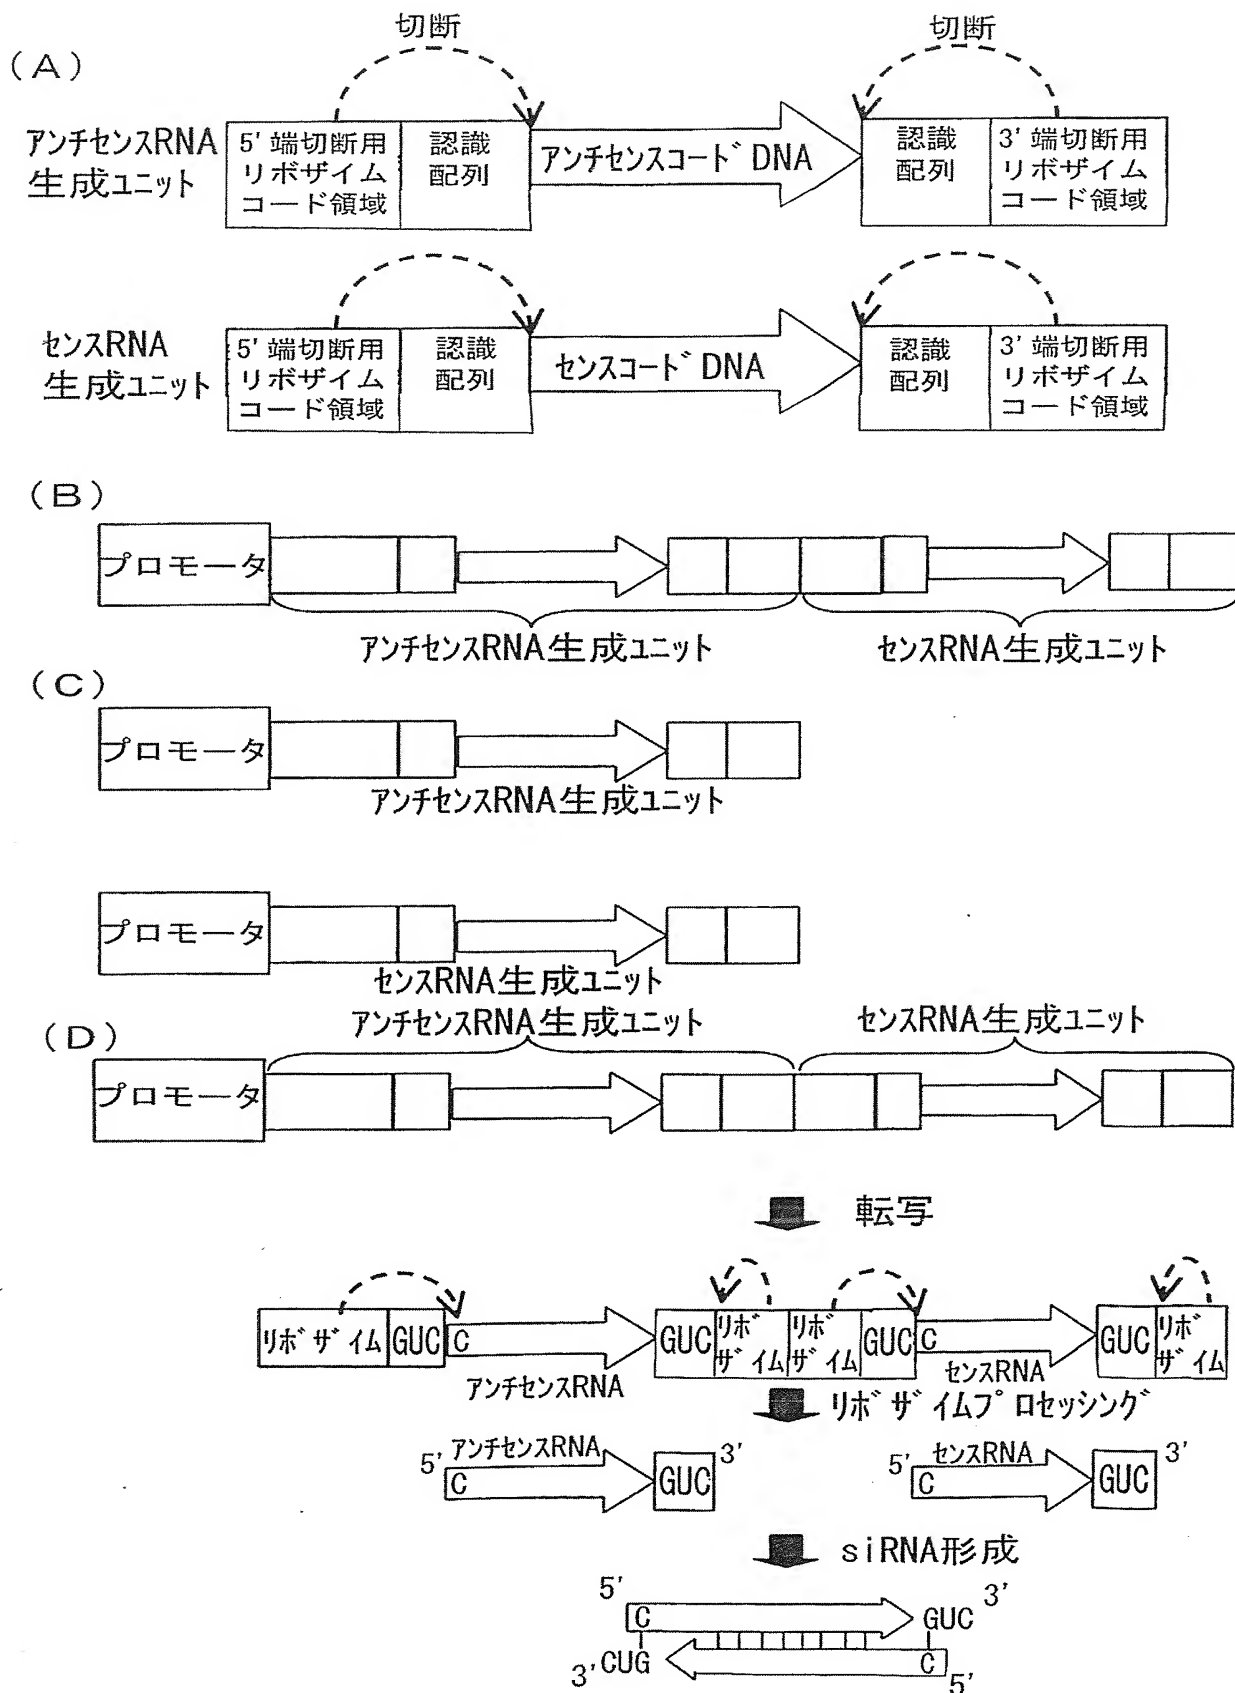 切断
切断
(A)
アンチセンスRNA
生成ユニット
5' 端切断用
リボザイム
コード領域
認識
配列
アンチセンスコード DNA
認識
配列
3' 端切断用
リボザイム
コード領域
センスRNA
生成ユニット
5' 端切断用
リボザイム
コード領域
認識
配列
センスコード DNA
認識
配列
3' 端切断用
リボザイム
コード領域
(B)
プロモータ
アンチセンスRNA生成ユニット
センスRNA生成ユニット
(C)
プロモータ
アンチセンスRNA生成ユニット
プロモータ
センスRNA生成ユニット
(D)
アンチセンスRNA生成ユニット
センスRNA生成ユニット
プロモータ
転写
リボザイム
GUC
C
アンチセンスRNA
GUC
リボ
ザイム
リボ
ザイム
GUC
C
センスRNA
GUC
リボ
ザイム
リボザイムプロセッシング
5'
アンチセンスRNA
C
GUC
3'
5'
センスRNA
C
GUC
3'
siRNA形成
5'
C
GUC
3'
3'
CUG
C
5'